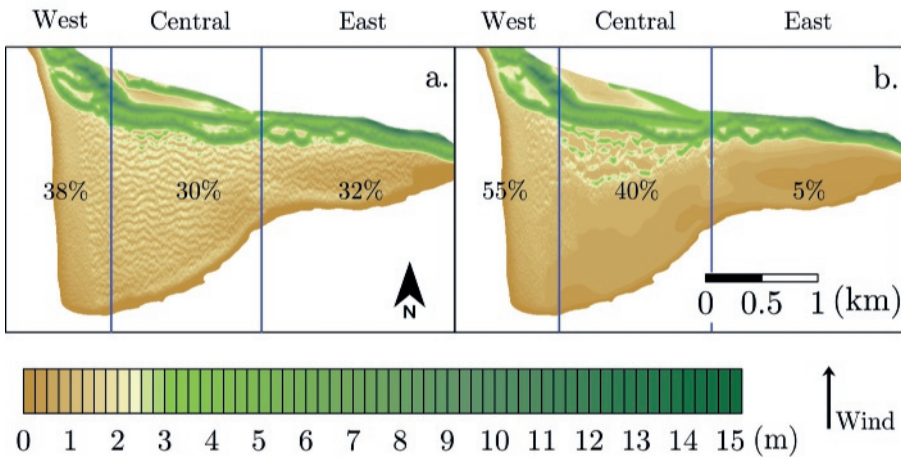 West Central East West Central East
a. b.
38% 30% 32% 55% 40% 5%
N
0 0.5 1 (km)
0 1 2 3 4 5 6 7 8 9 10 11 12 13 14 15 (m)
Wind